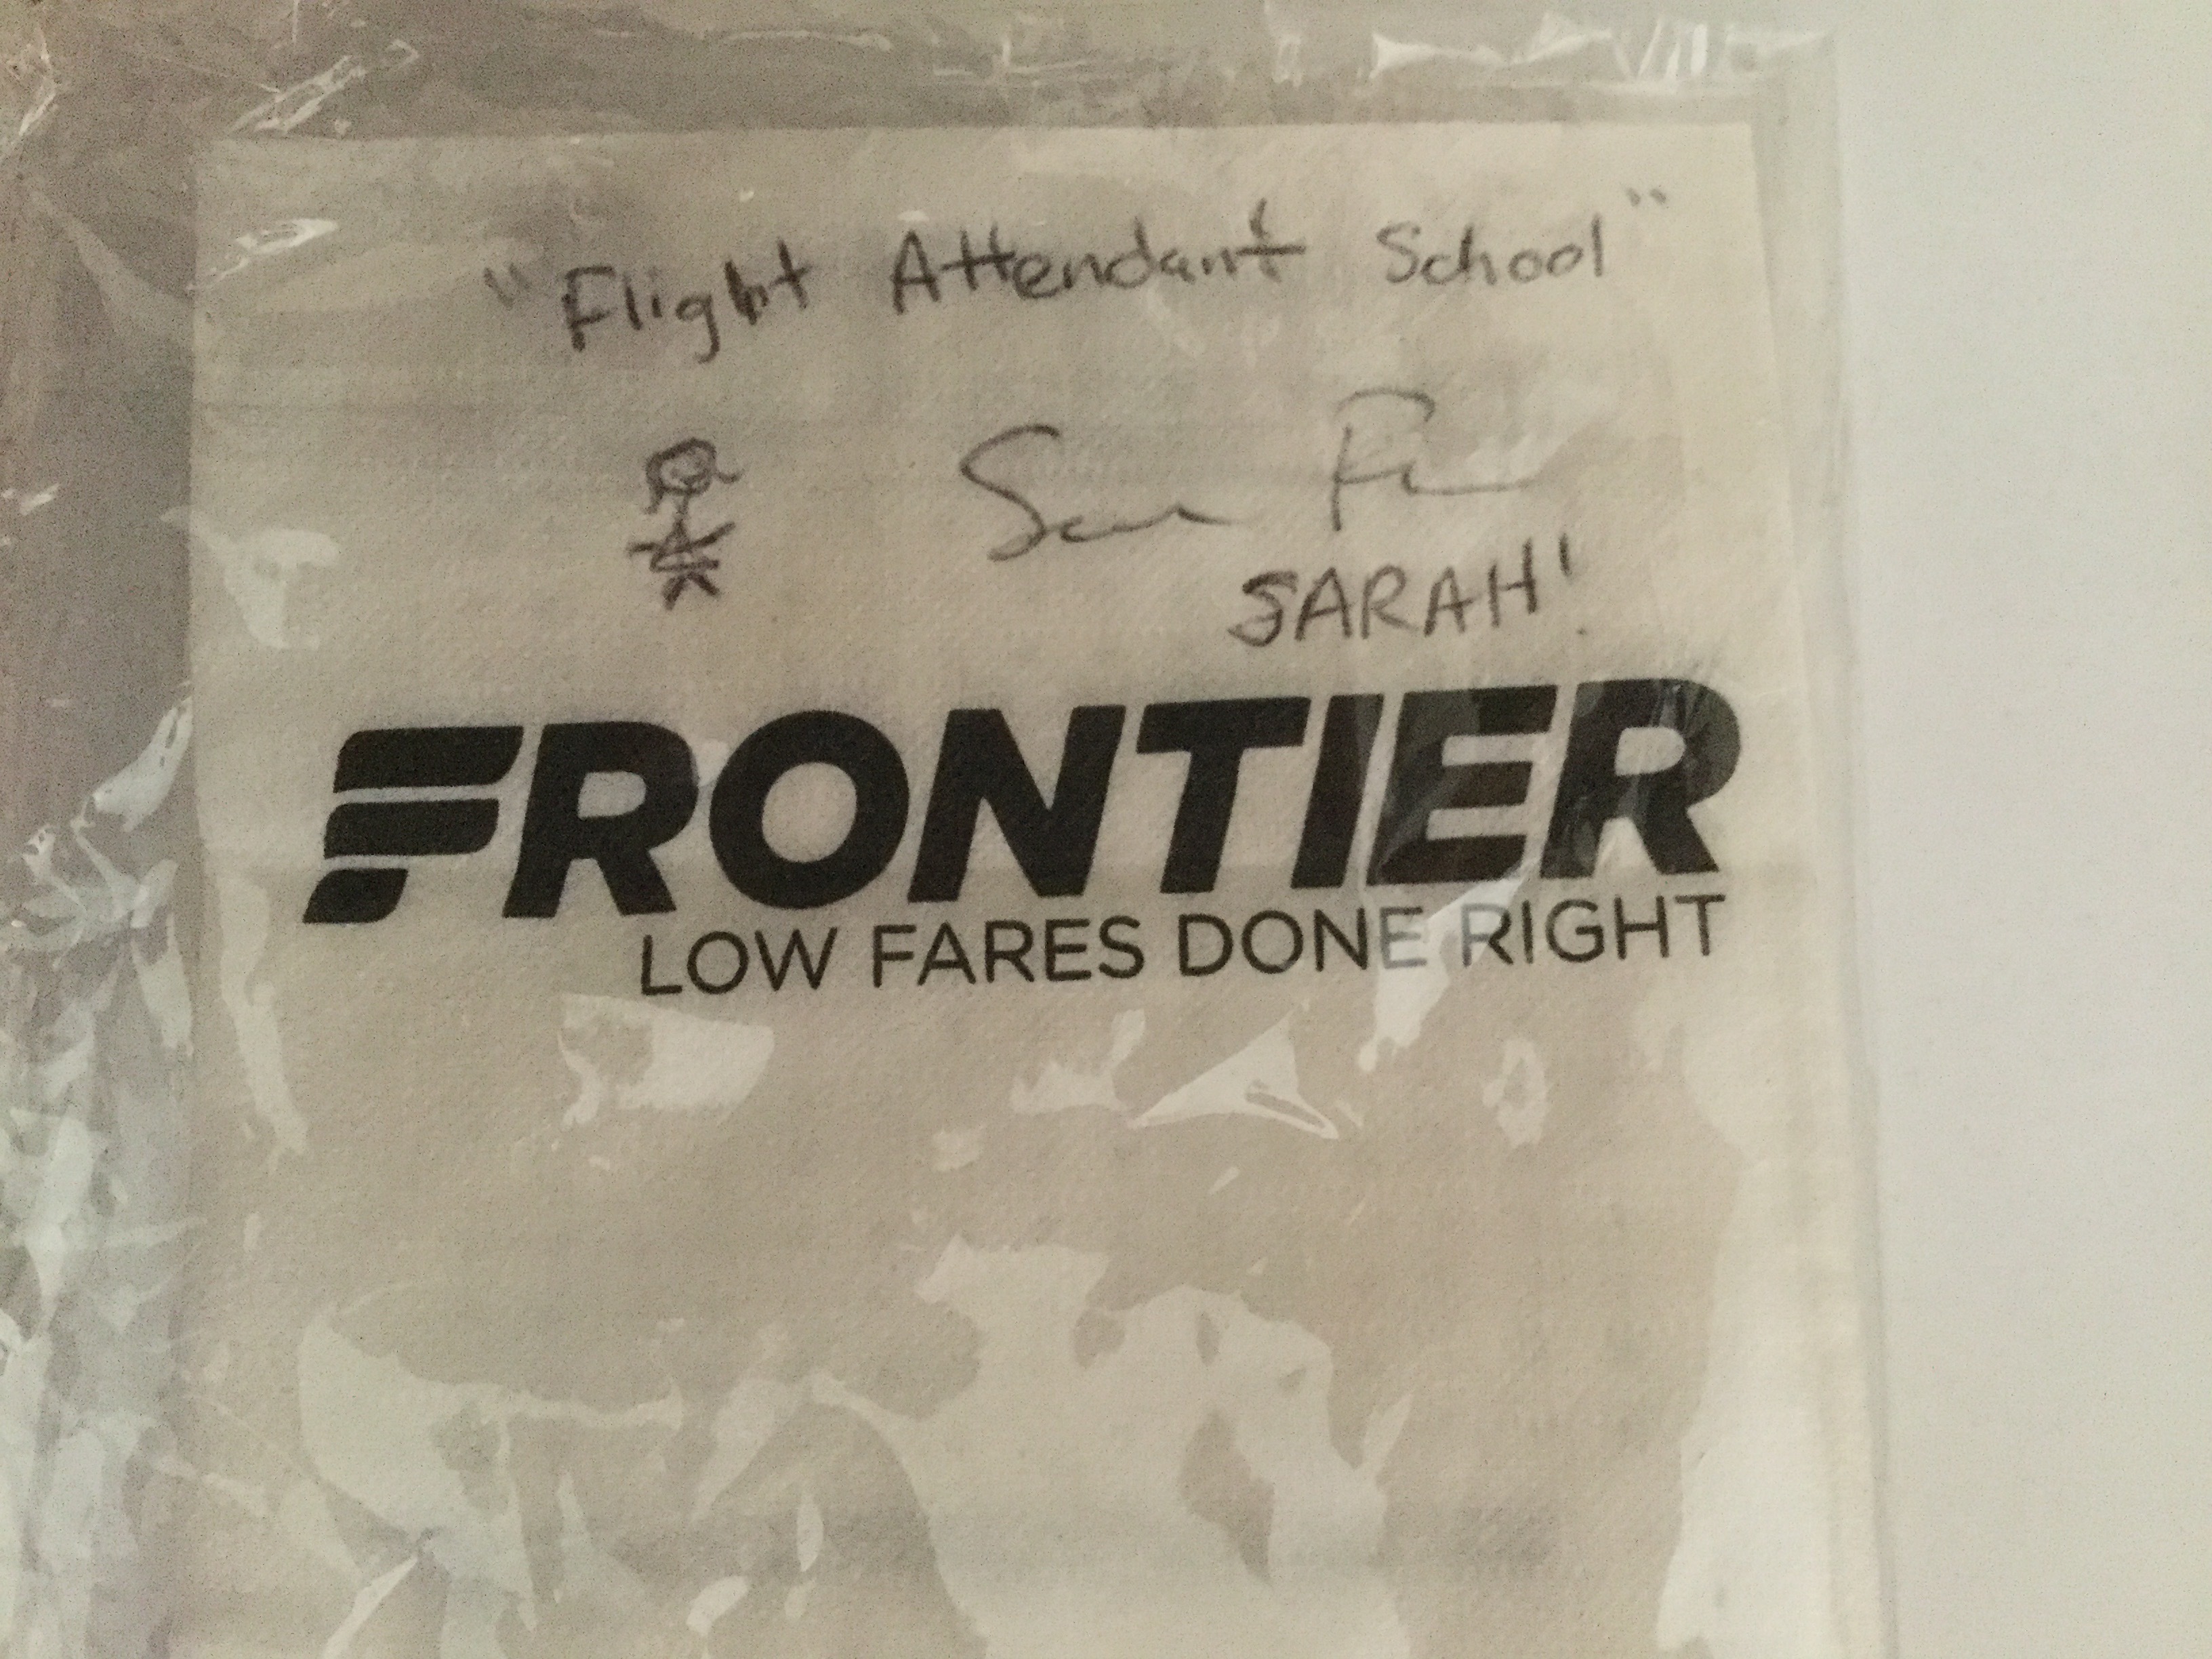 "Flight Attendant School"
SARAH!
FRONTIER
LOW FARES DONE RIGHT